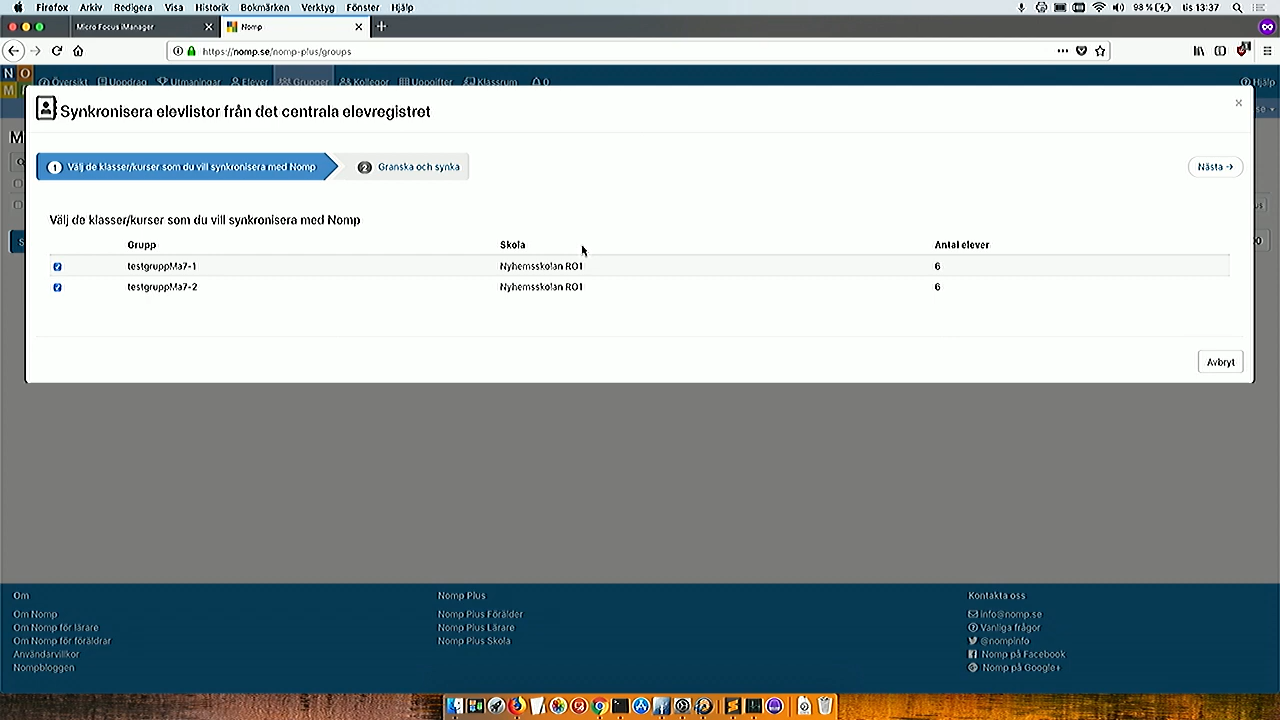 Firefox Arkiv Redigera Visa Historik Bokmärken Verktyg Fönster Hjälp 98 % tis 13:37
Micro Focus iManager Nomp
https://nomp.se/nomp-plus/groups
N O Översikt Uppdrag Utmaningar Elever Grupper Kollegor Uppgifter Klassrum 0 Hjälp
M
Synkronisera elevlistor från det centrala elevregistret
1 Välj de klasser/kurser som du vill synkronisera med Nomp 2 Granska och synka Nästa →
Välj de klasser/kurser som du vill synkronisera med Nomp
Grupp Skola Antal elever
testgruppMa7-1 Nyhemsskolan RO1 6
testgruppMa7-2 Nyhemsskolan RO1 6
Avbryt
Om Nomp Plus Kontakta oss
Om Nomp Nomp Plus Förälder info@nomp.se
Om Nomp för lärare Nomp Plus Lärare Vanliga frågor
Om Nomp för föräldrar Nomp Plus Skola @nompinfo
Användarvillkor Nomp på Facebook
Nompbloggen Nomp på Google+